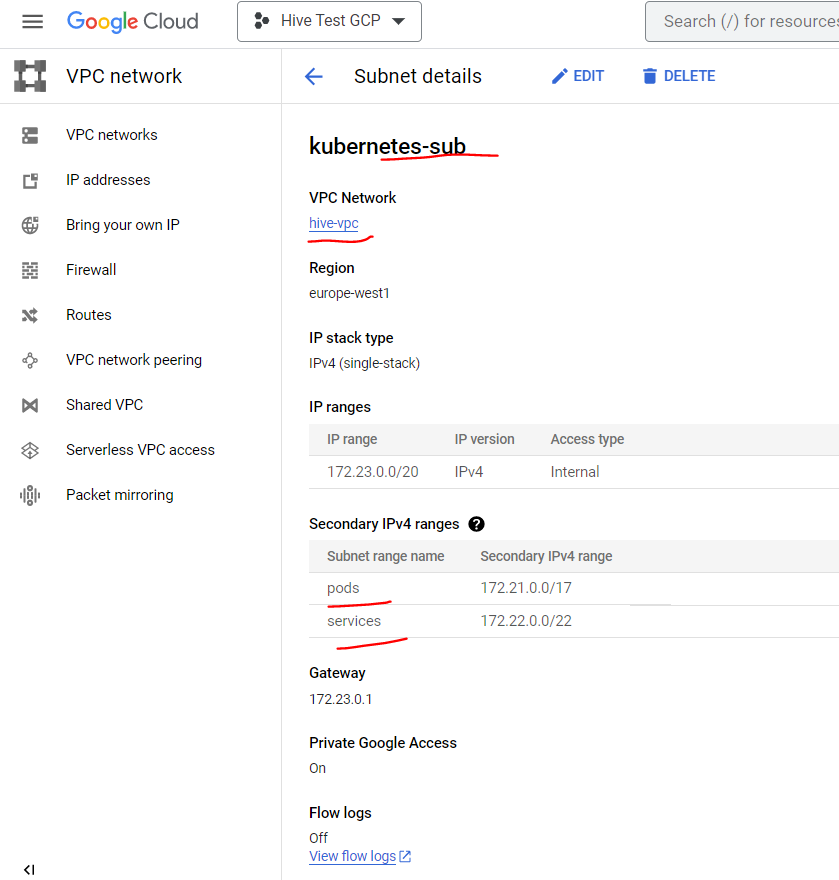 Google Cloud
Hive Test GCP
Search (/) for resource
VPC network
Subnet details
EDIT
DELETE
VPC networks
IP addresses
Bring your own IP
Firewall
Routes
VPC network peering
Shared VPC
Serverless VPC access
Packet mirroring
kubernetes-sub
VPC Network
hive-vpc
Region
europe-west1
IP stack type
IPv4 (single-stack)
IP ranges
IP range IP version Access type
172.23.0.0/20 IPv4 Internal
Secondary IPv4 ranges ?
Subnet range name Secondary IPv4 range
pods 172.21.0.0/17
services 172.22.0.0/22
Gateway
172.23.0.1
Private Google Access
On
Flow logs
Off
View flow logs